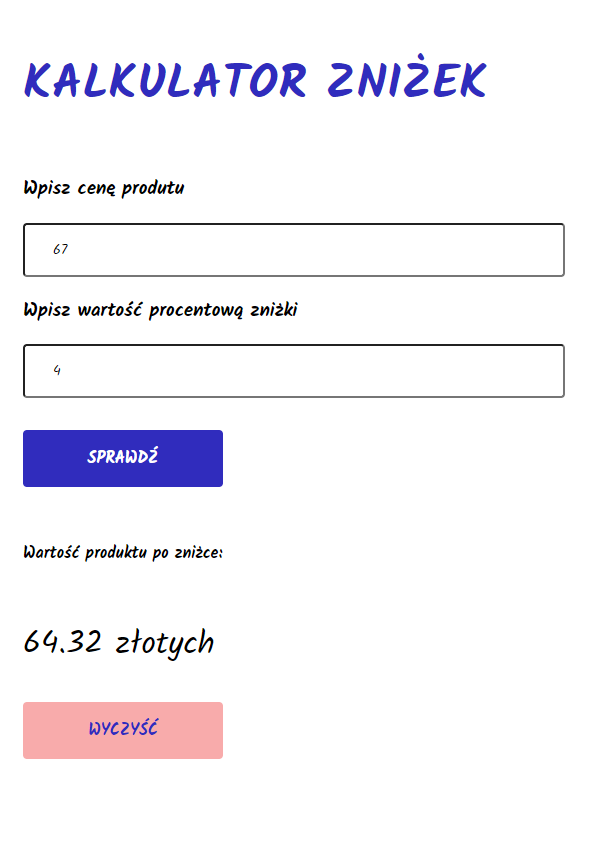 KALKULATOR ZNIŻEK
Wpisz cenę produtu
67
Wpisz wartość procentową zniżki
4
SPRAWDŹ
Wartość produktu po zniżce:
64.32 złotych
WYCZYŚĆ